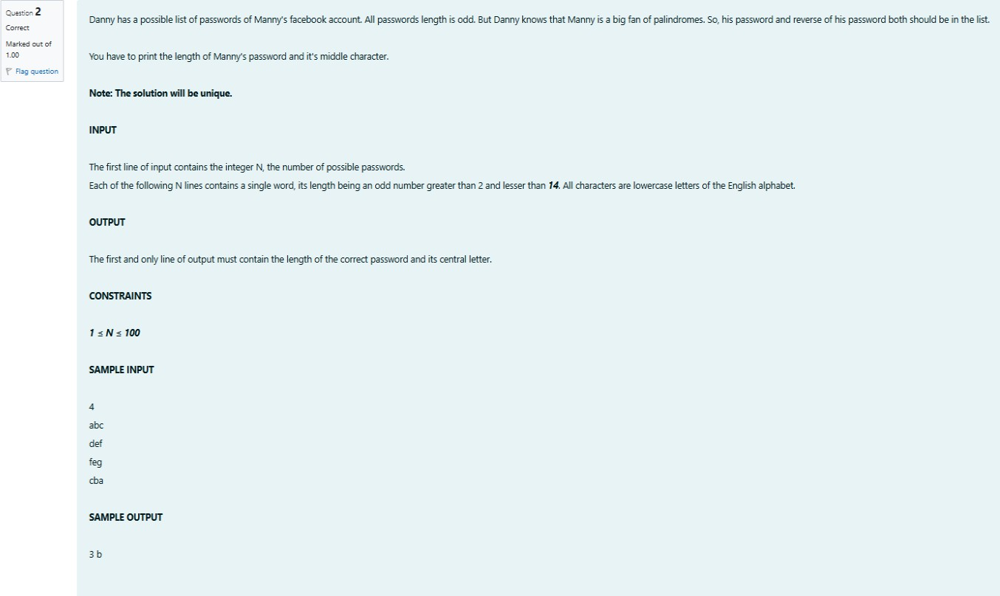 Question 2
Correct
Marked out of
1.00
Flag question
Danny has a possible list of passwords of Manny's facebook account. All passwords length is odd. But Danny knows that Manny is a big fan of palindromes. So, his password and reverse of his password both should be in the list.
You have to print the length of Manny's password and it's middle character.
Note: The solution will be unique.
INPUT
The first line of input contains the integer N, the number of possible passwords.
Each of the following N lines contains a single word, its length being an odd number greater than 2 and lesser than 14. All characters are lowercase letters of the English alphabet.
OUTPUT
The first and only line of output must contain the length of the correct password and its central letter.
CONSTRAINTS
1 ≤ N ≤ 100
SAMPLE INPUT
4
abc
def
feg
cba
SAMPLE OUTPUT
3 b